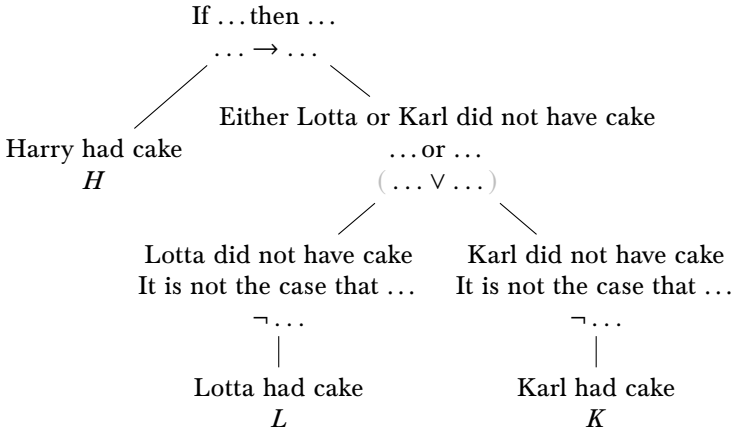 If … then …
… → …
Either Lotta or Karl did not have cake
Harry had cake
… or …
H
( … ∨ … )
Lotta did not have cake
Karl did not have cake
It is not the case that …
It is not the case that …
¬ …
¬ …
Lotta had cake
Karl had cake
L
K